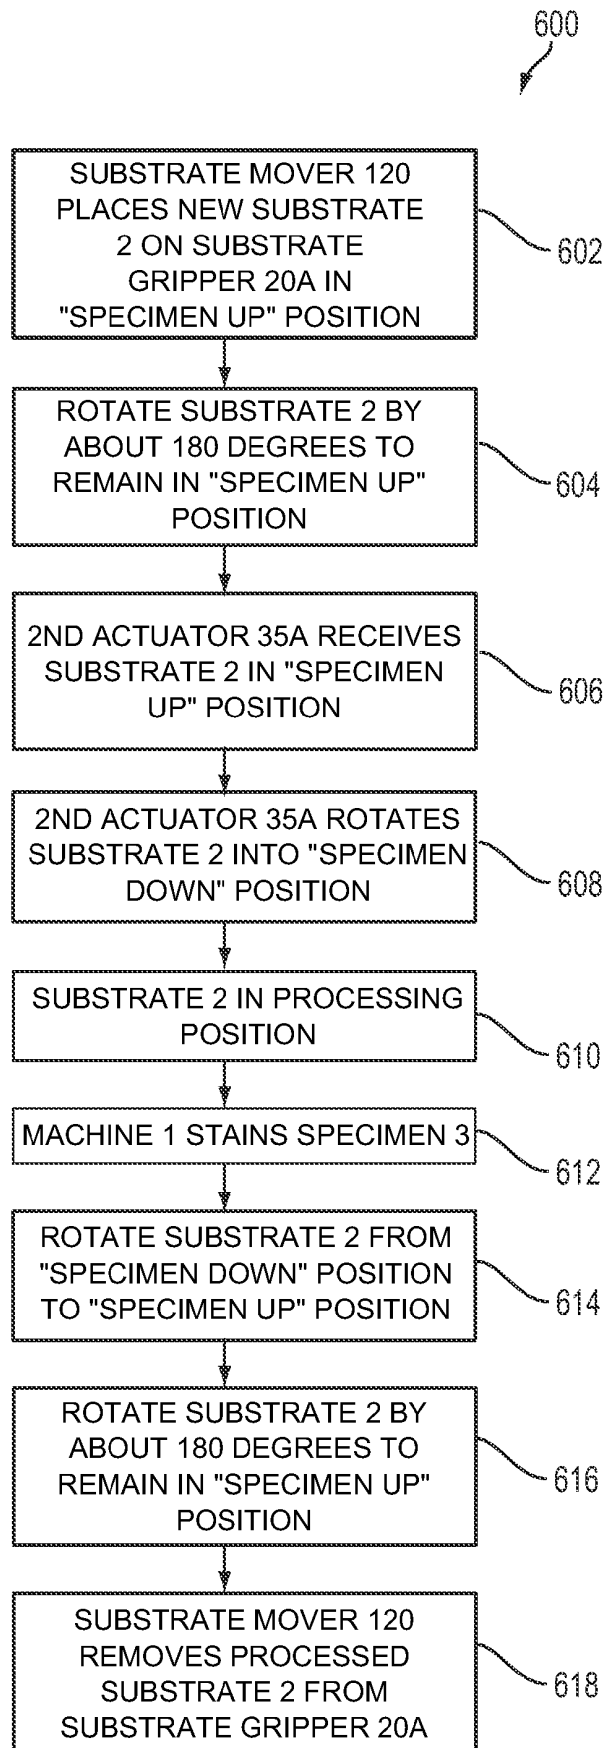 600
SUBSTRATE MOVER 120
PLACES NEW SUBSTRATE
2 ON SUBSTRATE
GRIPPER 20A IN
"SPECIMEN UP" POSITION
602
ROTATE SUBSTRATE 2 BY
ABOUT 180 DEGREES TO
REMAIN IN "SPECIMEN UP"
POSITION
604
2ND ACTUATOR 35A RECEIVES
SUBSTRATE 2 IN "SPECIMEN
UP" POSITION
606
2ND ACTUATOR 35A ROTATES
SUBSTRATE 2 INTO "SPECIMEN
DOWN" POSITION
608
SUBSTRATE 2 IN PROCESSING
POSITION
610
MACHINE 1 STAINS SPECIMEN 3
612
ROTATE SUBSTRATE 2 FROM
"SPECIMEN DOWN" POSITION
TO "SPECIMEN UP" POSITION
614
ROTATE SUBSTRATE 2 BY
ABOUT 180 DEGREES TO
REMAIN IN "SPECIMEN UP"
POSITION
616
SUBSTRATE MOVER 120
REMOVES PROCESSED
SUBSTRATE 2 FROM
SUBSTRATE GRIPPER 20A
618